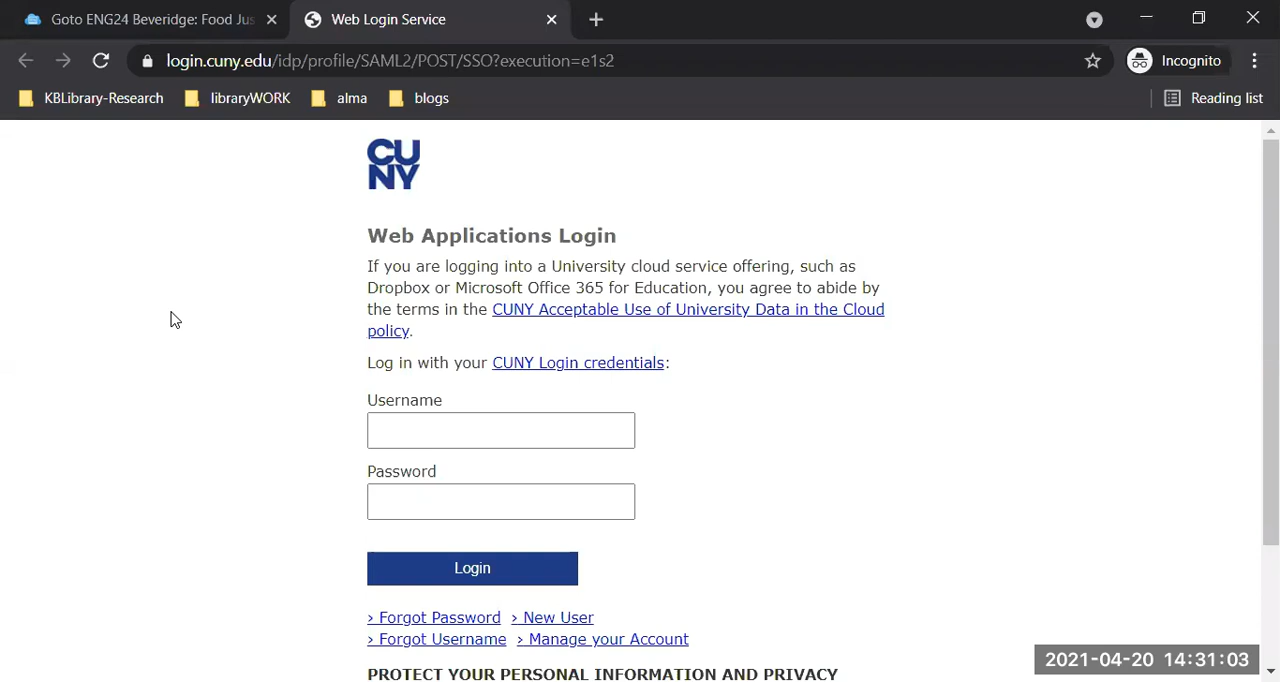 Goto ENG24 Beveridge: Food Jus
Web Login Service
login.cuny.edu/idp/profile/SAML2/POST/SSO?execution=e1s2
Incognito
KBLibrary-Research
libraryWORK
alma
blogs
Reading list
CU
NY
Web Applications Login
If you are logging into a University cloud service offering, such as
Dropbox or Microsoft Office 365 for Education, you agree to abide by
the terms in the CUNY Acceptable Use of University Data in the Cloud
policy.
Log in with your CUNY Login credentials:
Username
Password
Login
› Forgot Password › New User
› Forgot Username › Manage your Account
PROTECT YOUR PERSONAL INFORMATION AND PRIVACY
2021-04-20 14:31:03